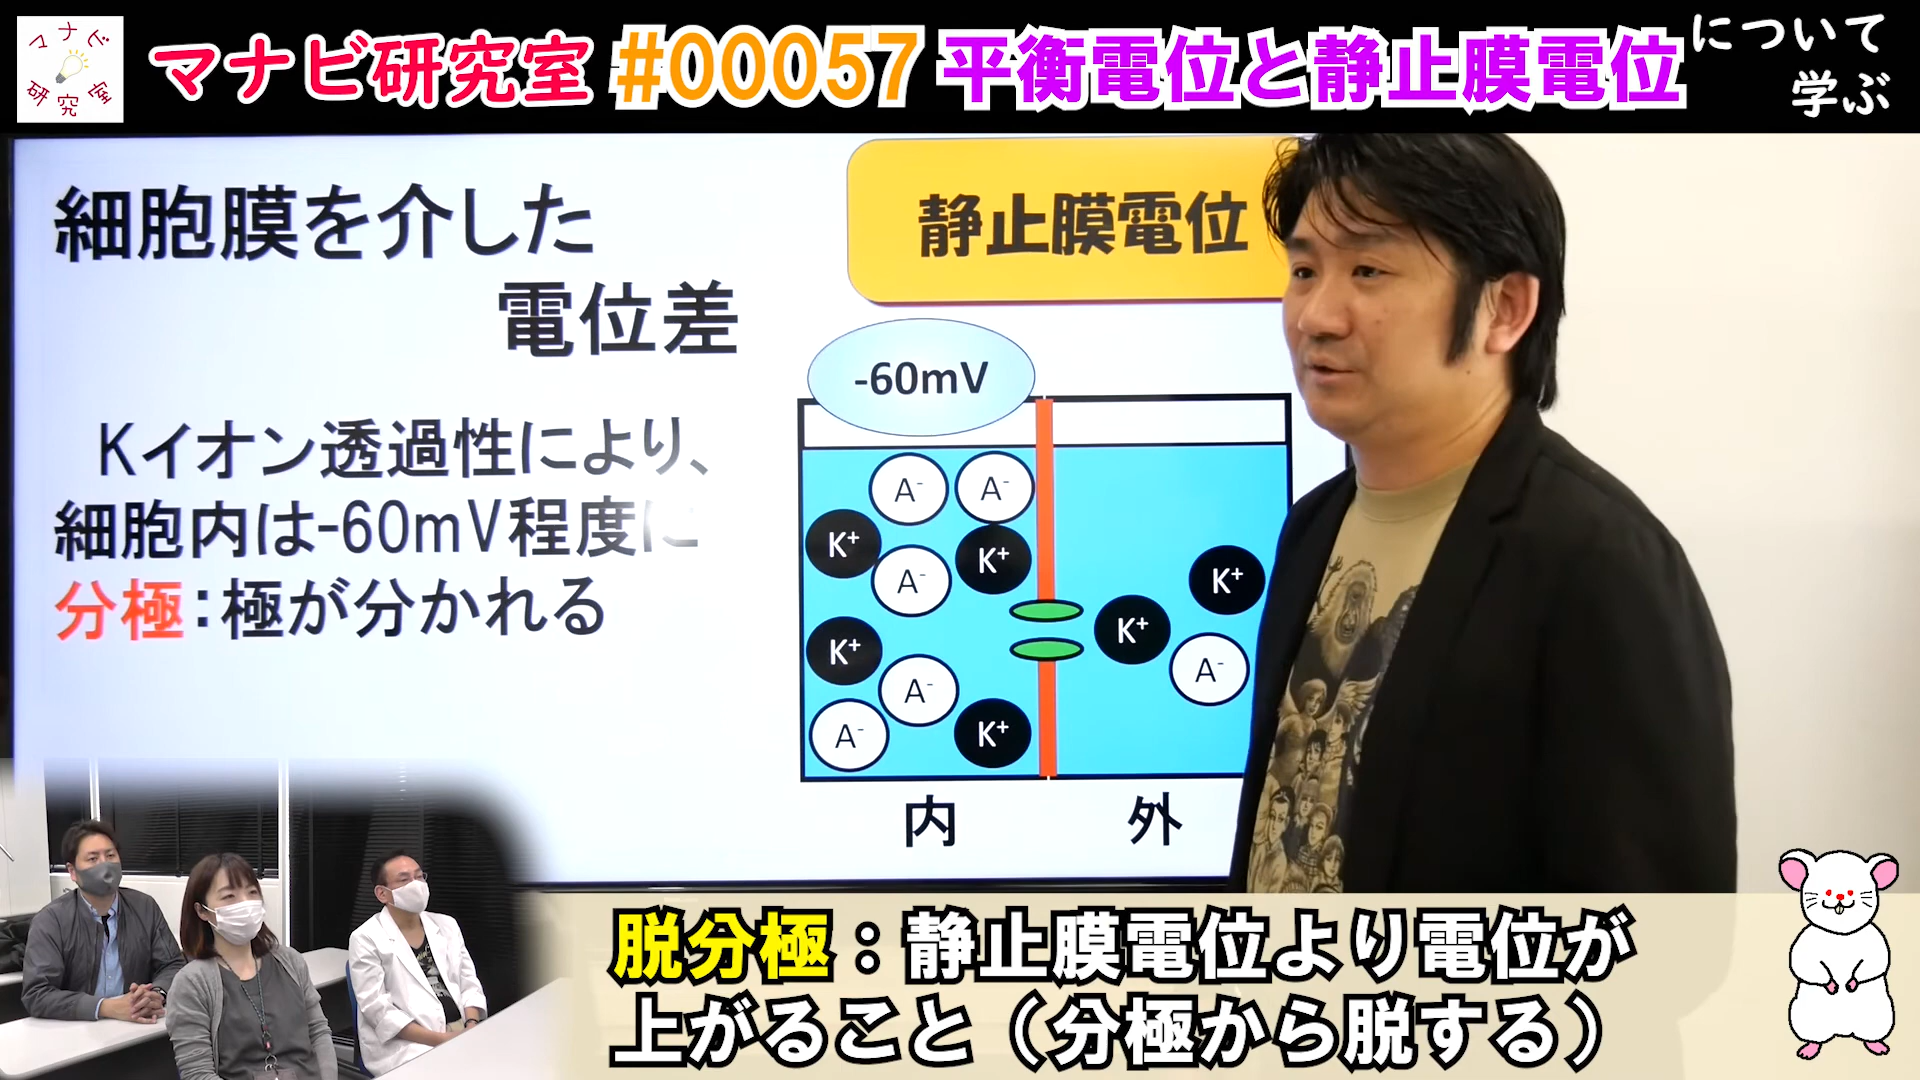 マナビ
研究室
マナビ研究室 #00057 平衡電位と静止膜電位について
学ぶ
細胞膜を介した
電位差
Kイオン透過性により、
細胞内は-60mV程度に
分極：極が分かれる
静止膜電位
-60mV
A⁻ A⁻
K⁺ A⁻ K⁺
K⁺ A⁻
A⁻ K⁺
K⁺ K⁺
A⁻
内 外
脱分極：静止膜電位より電位が
上がること（分極から脱する）